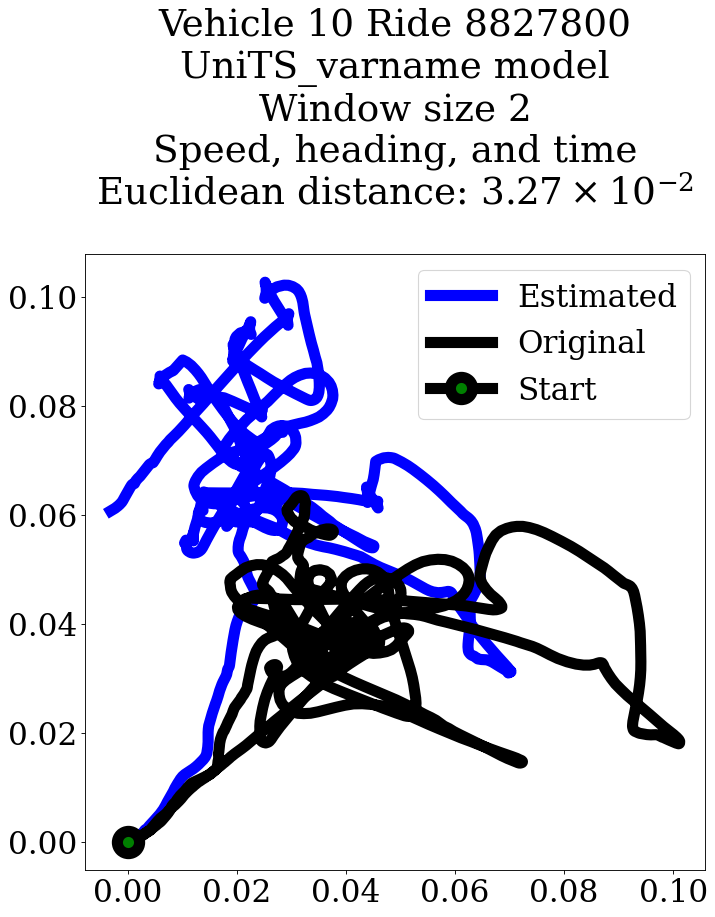 Vehicle 10 Ride 8827800
UniTS_varname model
Window size 2
Speed, heading, and time
Euclidean distance: 3.27 × 10⁻²
Estimated
Original
Start
0.10
0.08
0.06
0.04
0.02
0.00
0.00 0.02 0.04 0.06 0.08 0.10